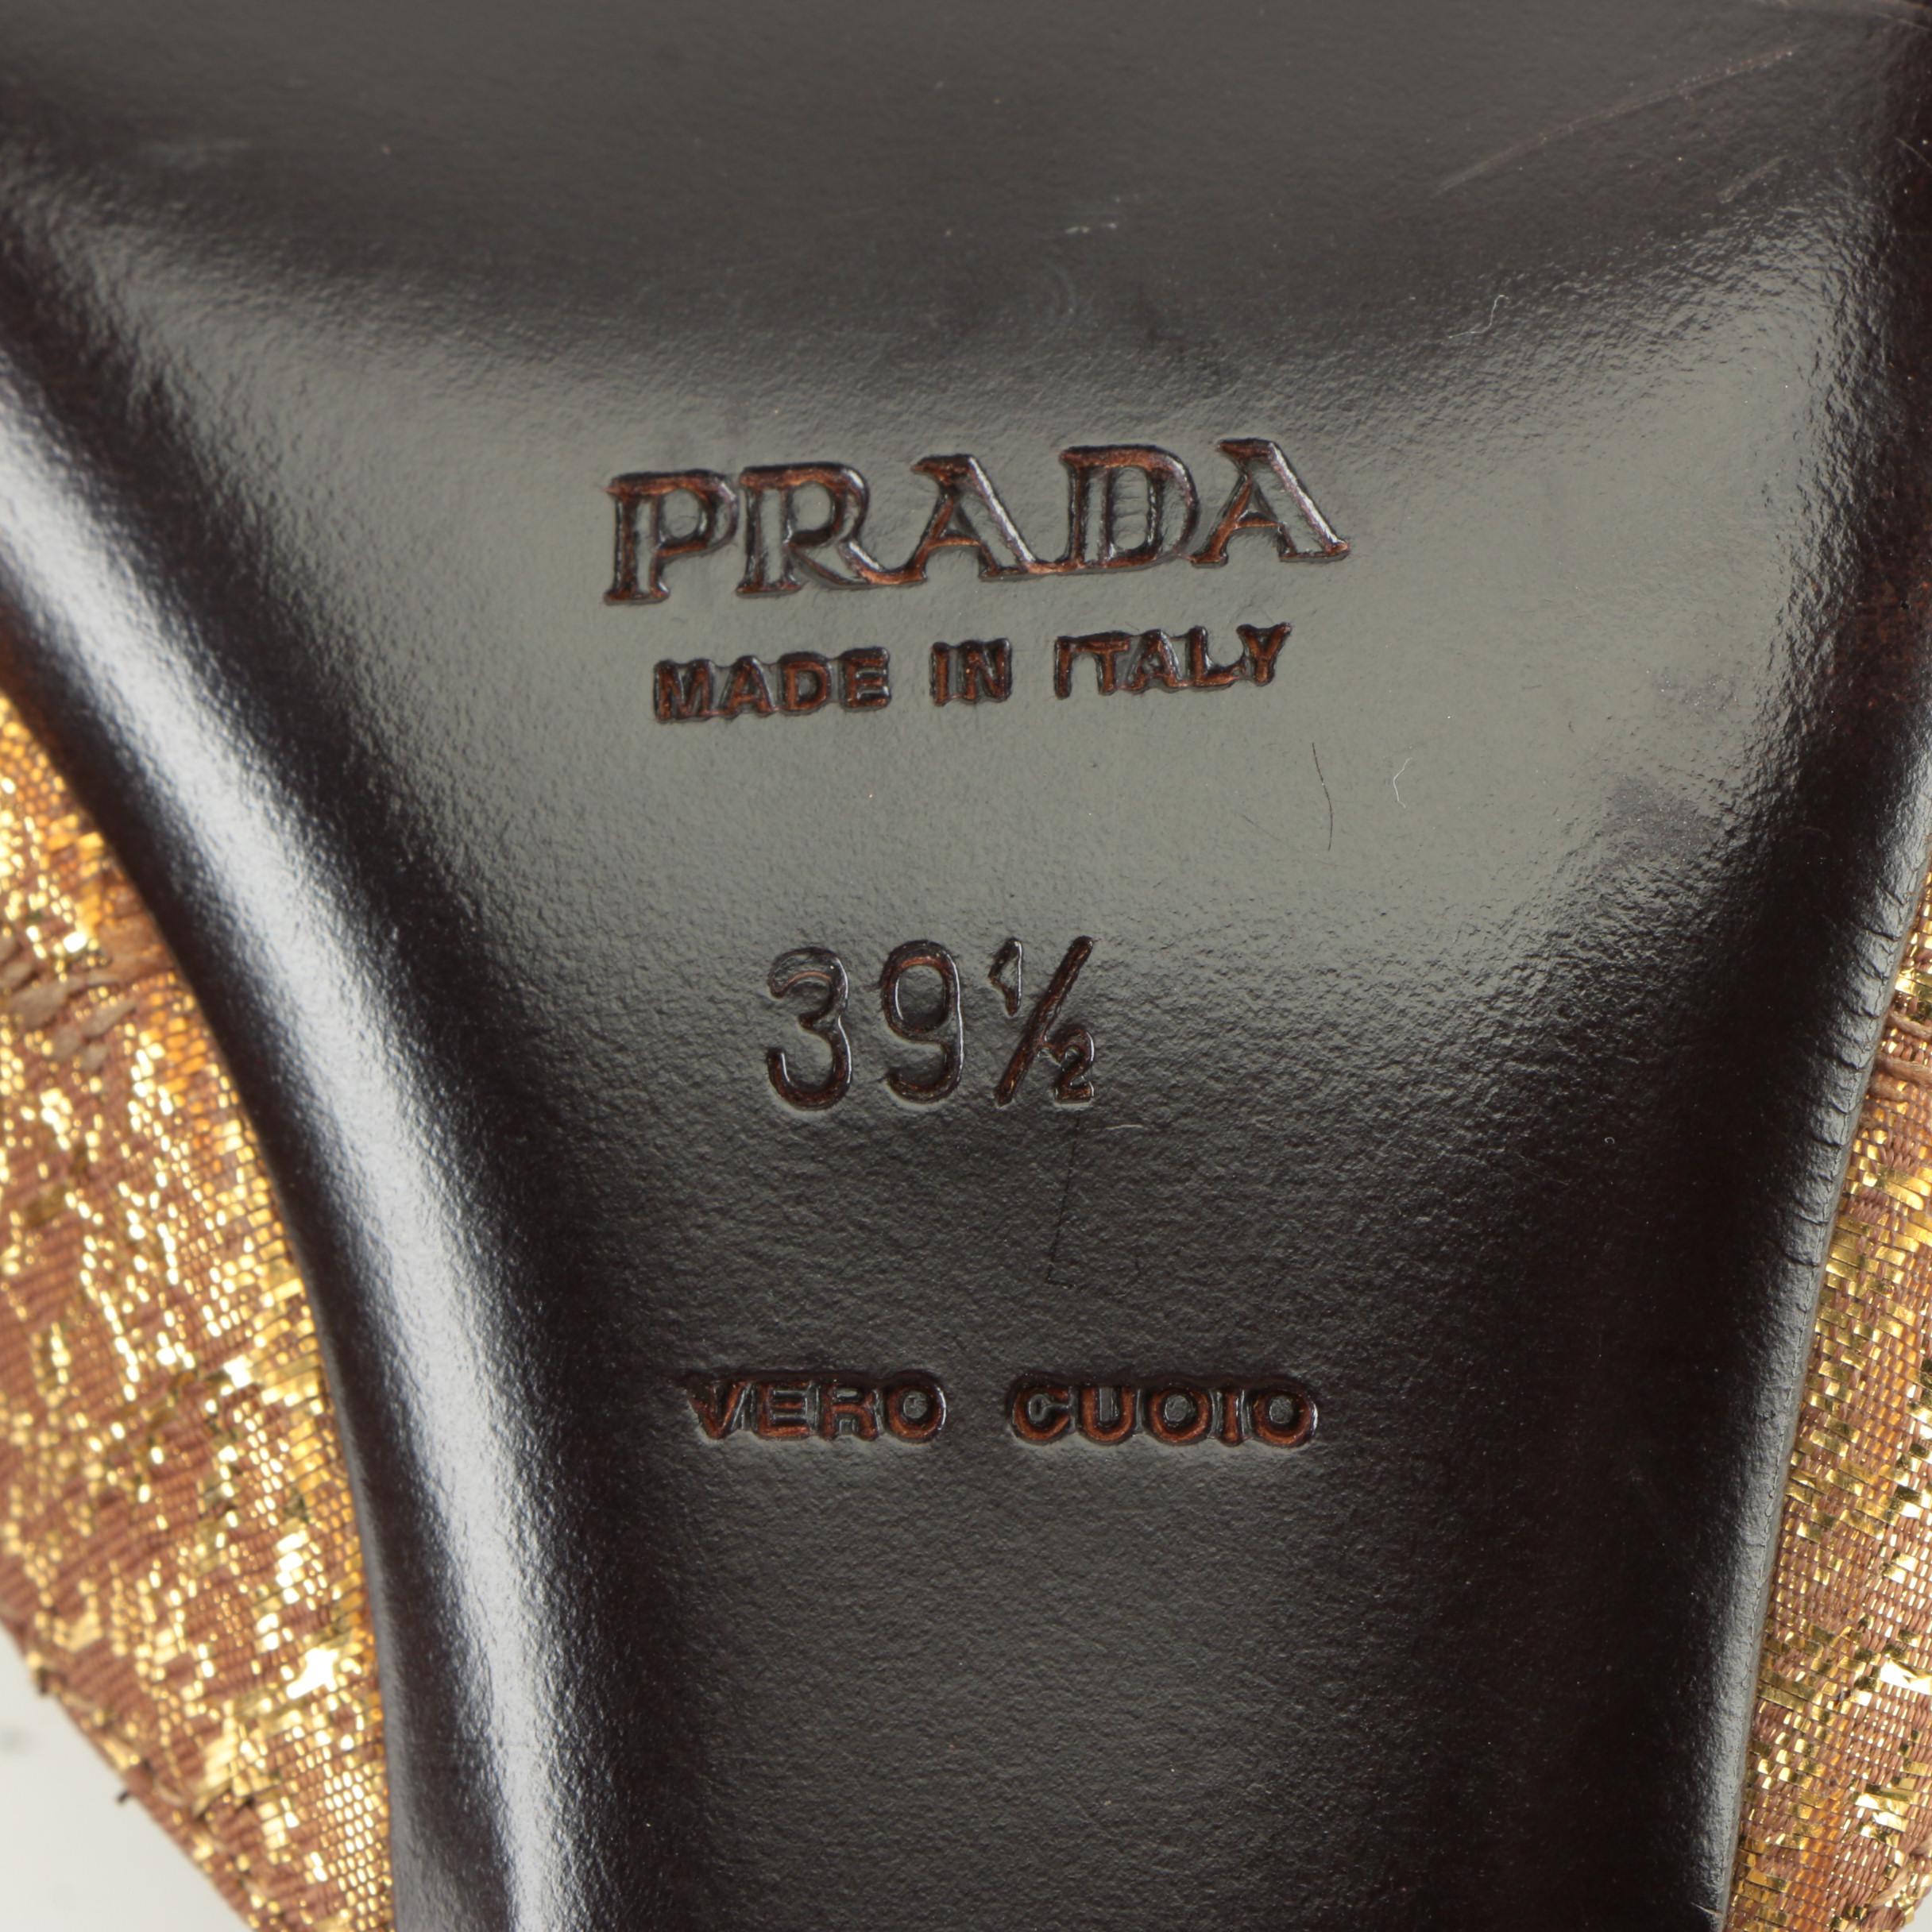 PRADA
MADE IN ITALY
39½
VERO CUOIO